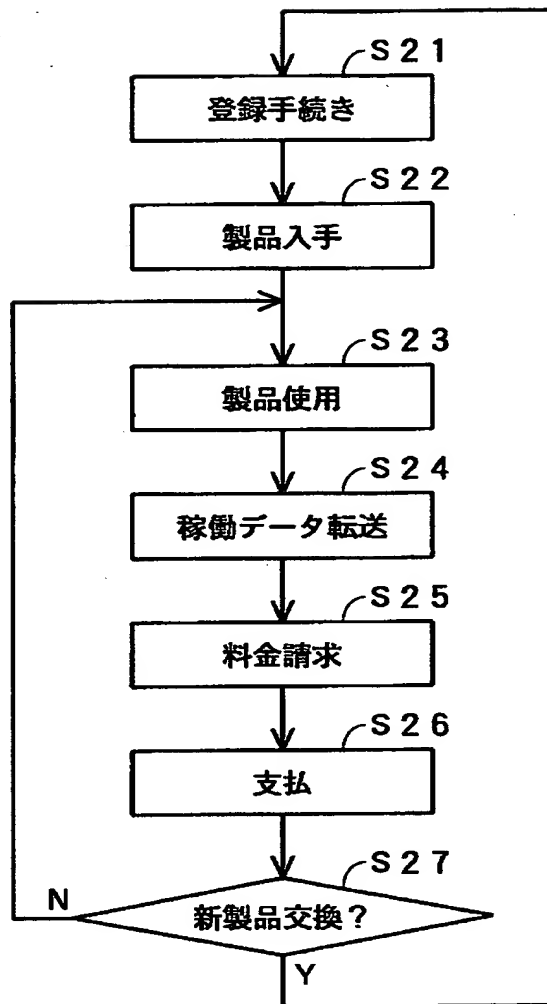 S21
登録手続き
S22
製品入手
S23
製品使用
S24
稼働データ転送
S25
料金請求
S26
支払
S27
新製品交換?
N
Y